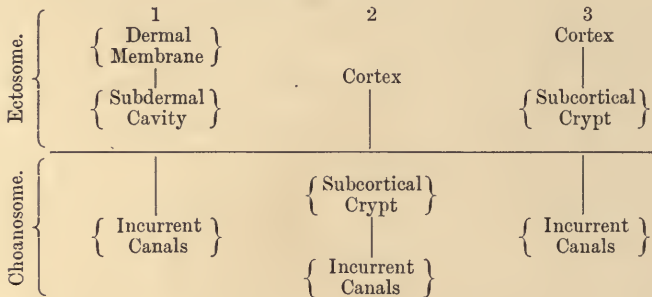 1 2 3
Ectosome.
{ Dermal } Cortex
{ Membrane }
Cortex
{ Subdermal } { Subcortical }
{ Cavity } { Crypt }
Choanosome.
{ Subcortical }
{ Crypt }
{ Incurrent } { Incurrent }
{ Canals } { Canals }
{ Incurrent }
{ Canals }